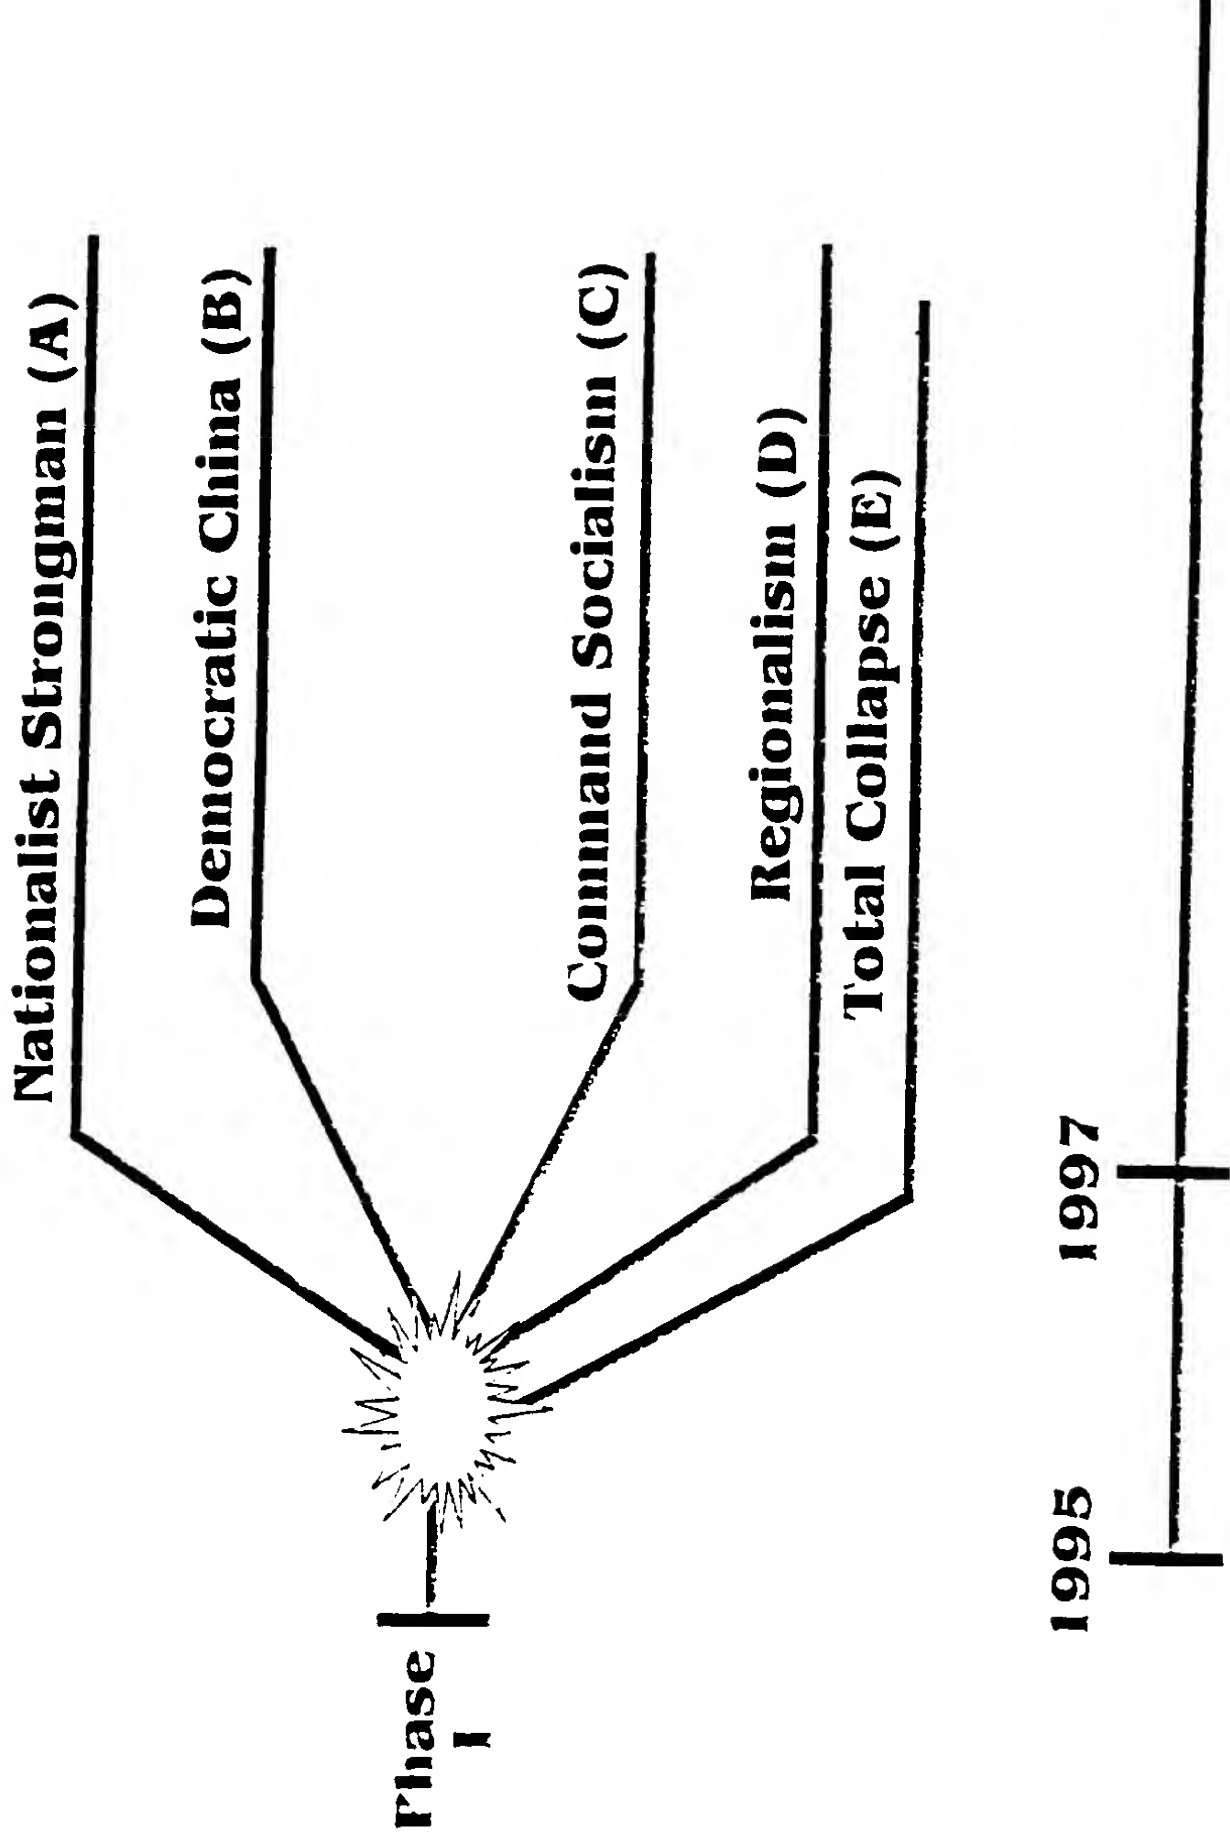 Nationalist Strongman (A)
Democratic China (B)
Phase
I
Command Socialism (C)
Regionalism (D)
Total Collapse (E)
1995
1997